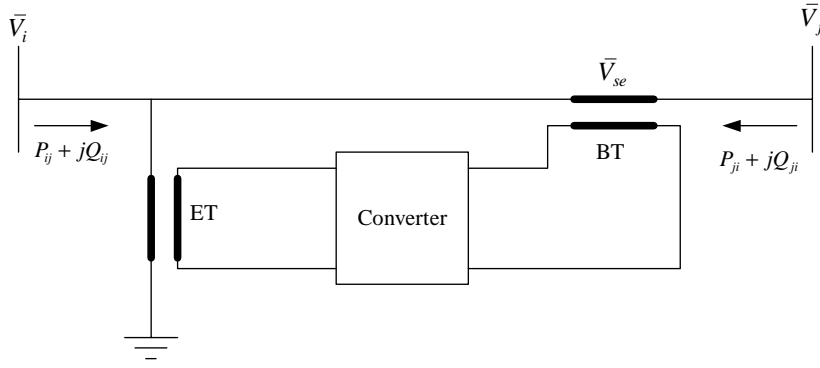 V̄ᵢ
V̄ⱼ
V̄ₛₑ
Pᵢⱼ + jQᵢⱼ
BT
Pⱼᵢ + jQⱼᵢ
ET
Converter